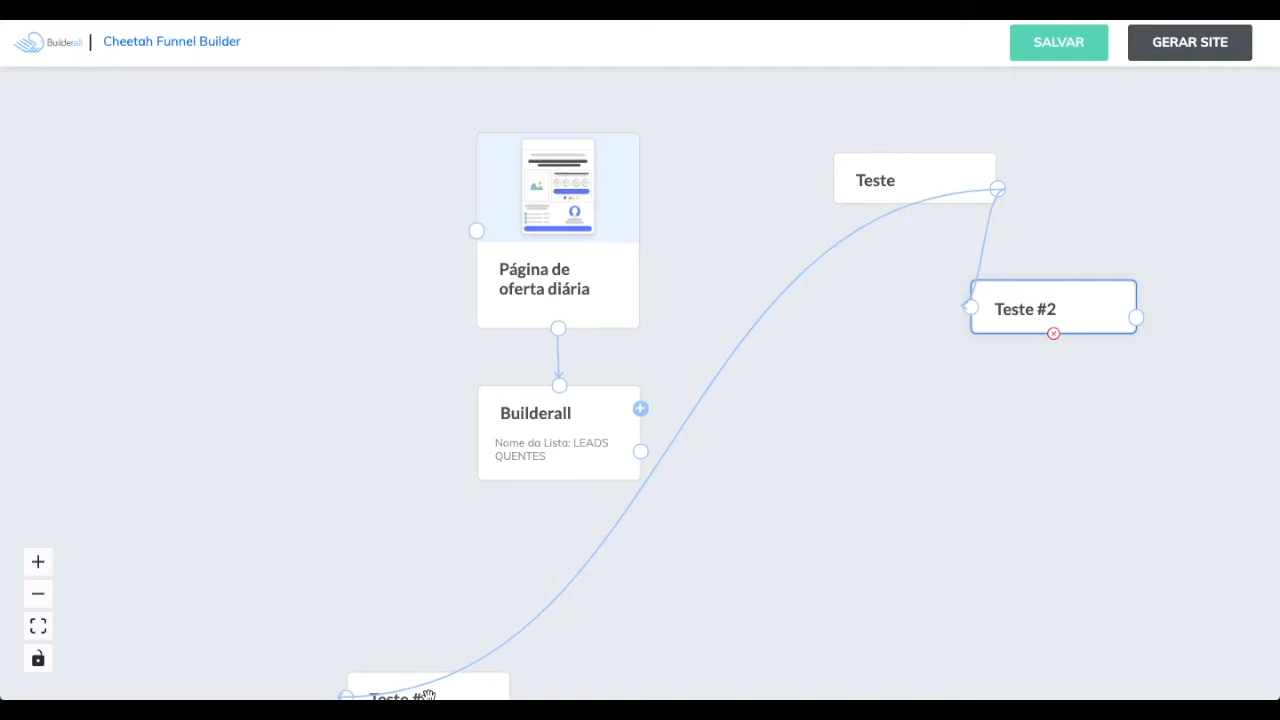 Builderall
Cheetah Funnel Builder
SALVAR
GERAR SITE
Página de
oferta diária
Builderall
Nome da Lista: LEADS
QUENTES
Teste
Teste #2
Teste